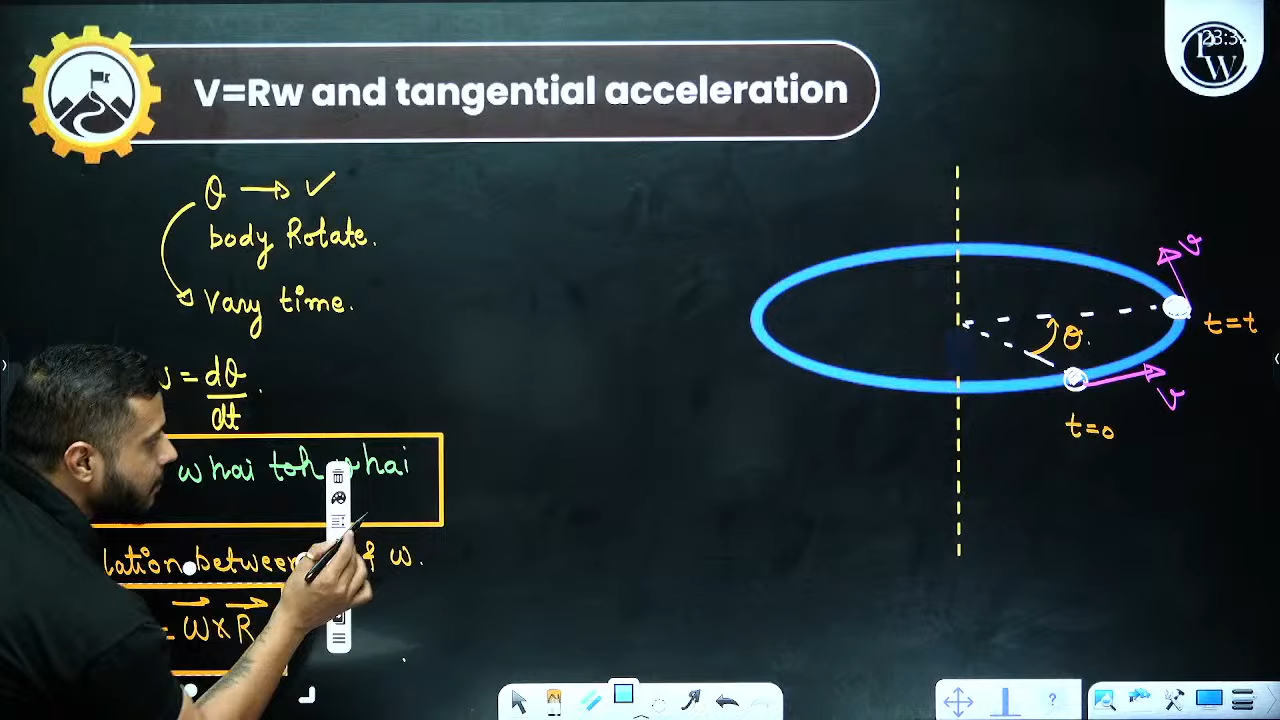 V=Rw and tangential acceleration
θ → ✓
body Rotate.
Vary time.
= dθ/dt
w hai toh hai
lation between & w.
= ω × R
v
t=t
θ
v
t=0
?